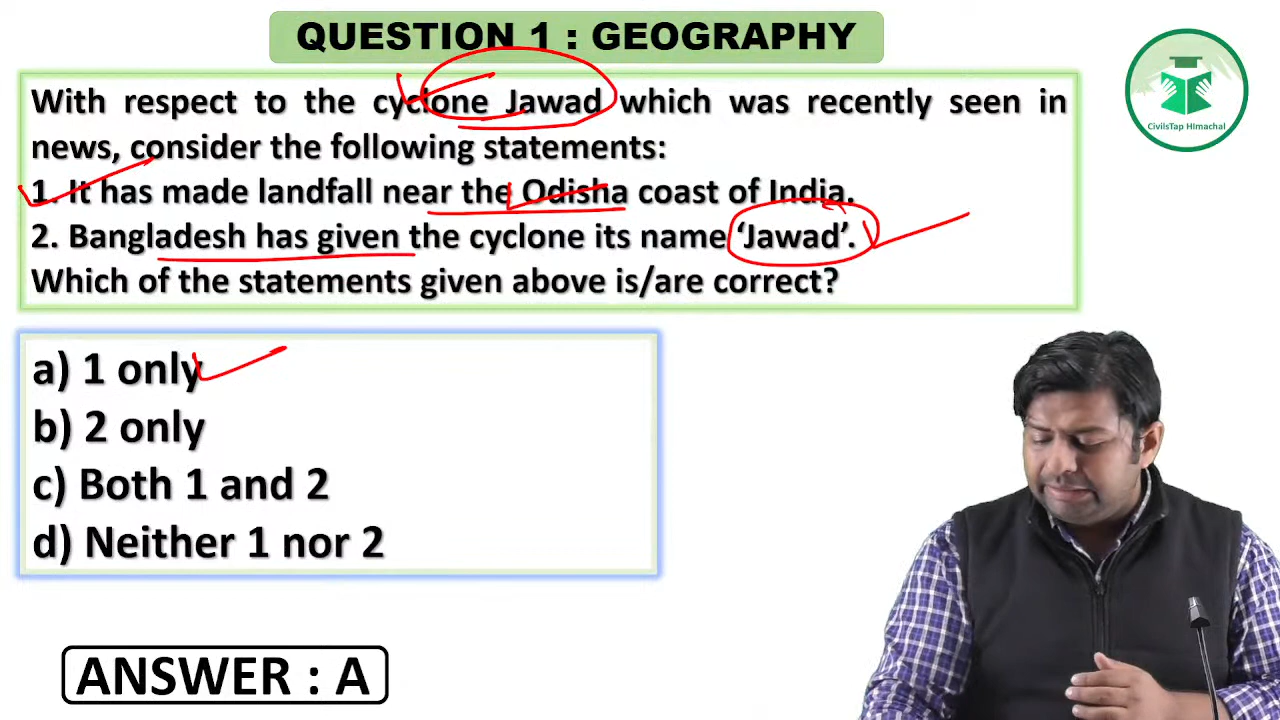 QUESTION 1 : GEOGRAPHY
With respect to the cyclone Jawad which was recently seen in
news, consider the following statements:
1. It has made landfall near the Odisha coast of India.
2. Bangladesh has given the cyclone its name ‘Jawad’.
Which of the statements given above is/are correct?
a) 1 only
b) 2 only
c) Both 1 and 2
d) Neither 1 nor 2
ANSWER : A
CivilsTap Himachal